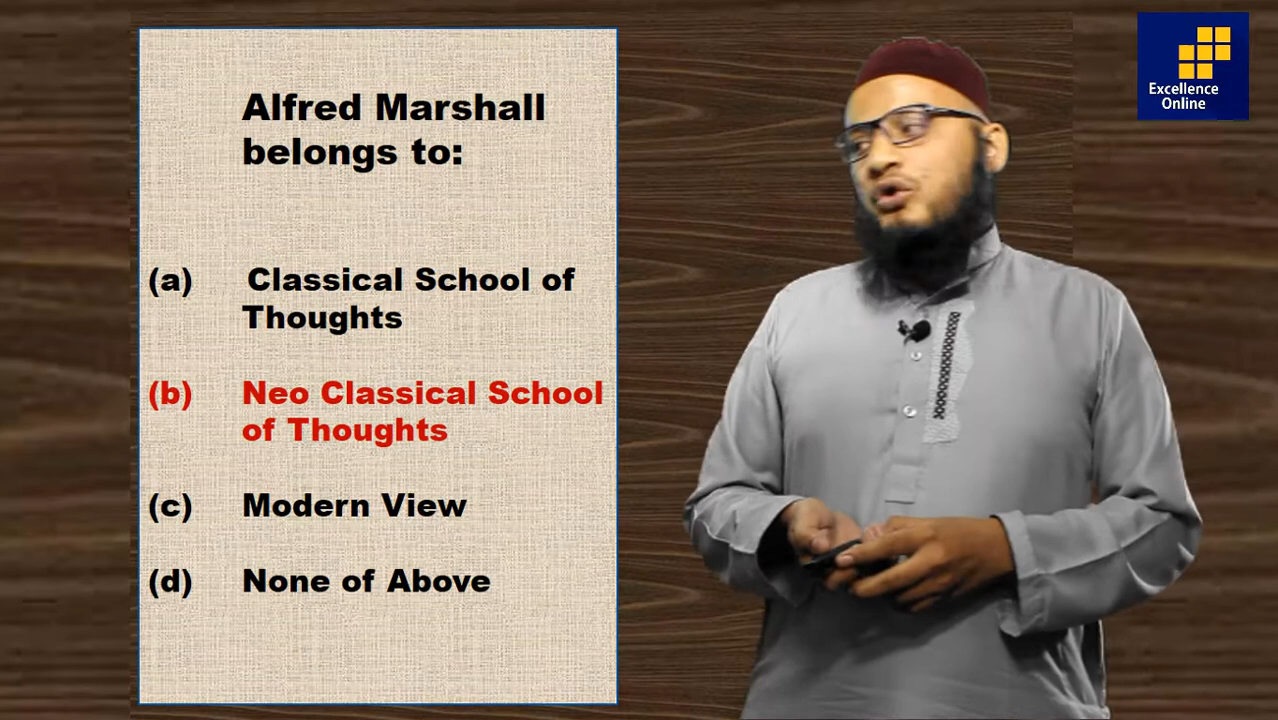 Alfred Marshall
belongs to:
(a) Classical School of
Thoughts
(b) Neo Classical School
of Thoughts
(c) Modern View
(d) None of Above
Excellence
Online